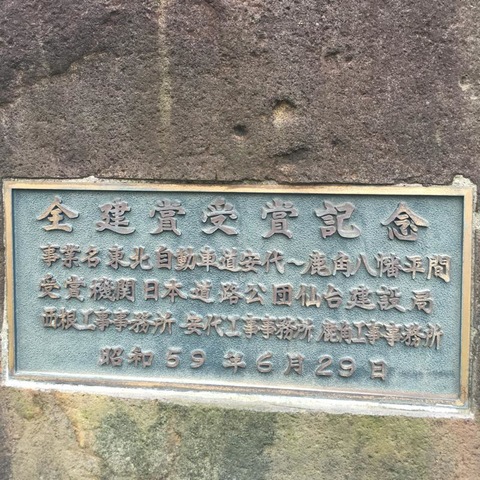 全建賞受賞記念
事業名東北自動車道安代～鹿角八幡平間
受賞機関日本道路公団仙台建設局
西根工事事務所 安代工事事務所 鹿角工事事務所
昭和59年6月29日